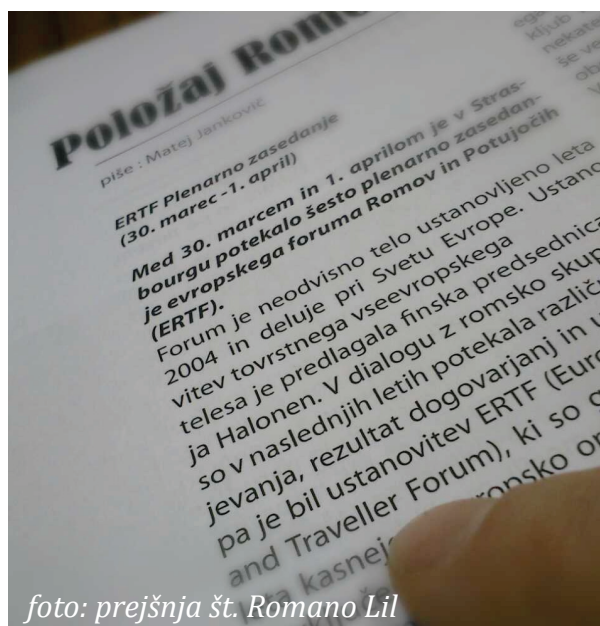 Položaj
piše : Matej Janković
ERTF Plenarno zasedanje
(30. marec -1. april)
Med 30. marcem in 1. aprilom je v Stras-
bourgu potekalo šesto plenarno zasedan-
je evropskega foruma Romov in Potujočih
(ERTF).
Forum je neodvisno telo ustanovljeno leta
2004 in deluje pri Svetu Evrope. Ustano
vitev tovrstnega vseevropskega
telesa je predlagala finska predsednica
ja Halonen. V dialogu z romsko skup
so v naslednjih letih potekala različ
jevanja, rezultat dogovarjanj in u
pa je bil ustanovitev ERTF (Euro
and Traveller Forum), ki so g
kasnej
foto: prejšnja št. Romano Lil